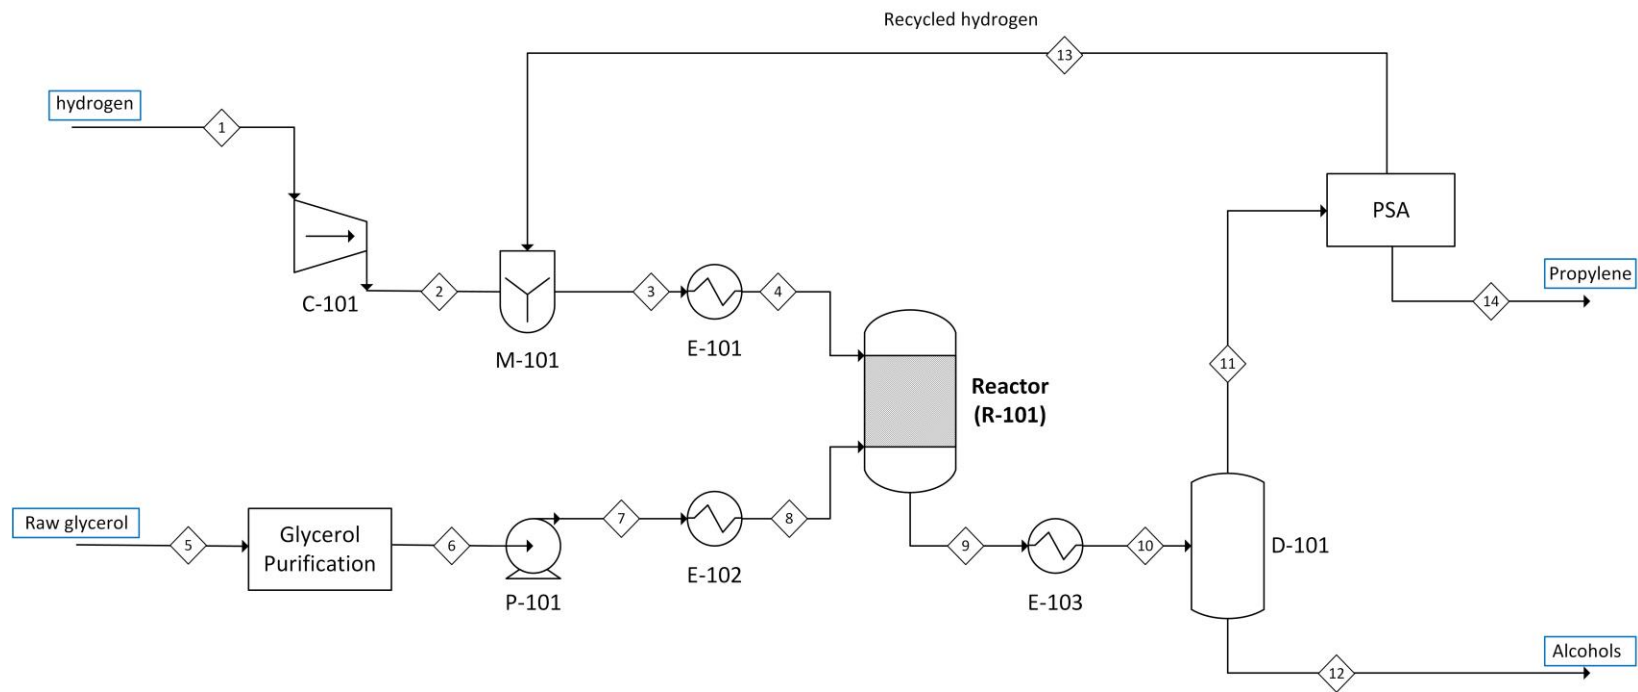 Recycled hydrogen
13
hydrogen
1
PSA
C-101
2
M-101
3
E-101
4
Propylene
14
11
Reactor
(R-101)
Raw glycerol
5
Glycerol
Purification
6
P-101
7
E-102
8
9
E-103
10
D-101
12
Alcohols